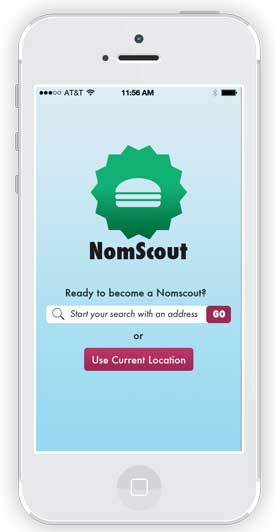 AT&T 11:56 AM
NomScout
Ready to become a Nomscout?
Start your search with an address GO
or
Use Current Location